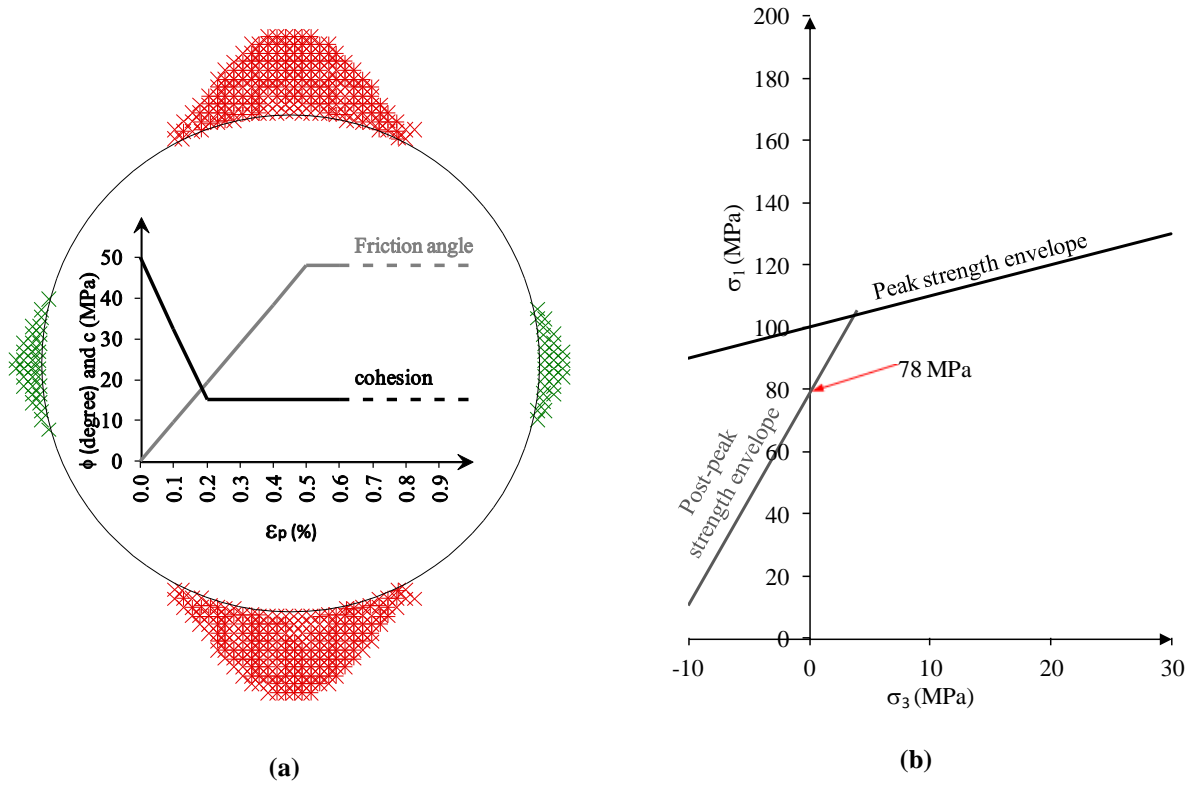 Friction angle
cohesion
ϕ (degree) and c (MPa)
50
40
30
20
10
0
0.0 0.1 0.2 0.3 0.4 0.5 0.6 0.7 0.8 0.9
εp (%)
(a)
200
180
160
140
120
100
80
60
40
20
0
σ1 (MPa)
Peak strength envelope
78 MPa
Post-peak
strength envelope
-10 0 10 20 30
σ3 (MPa)
(b)